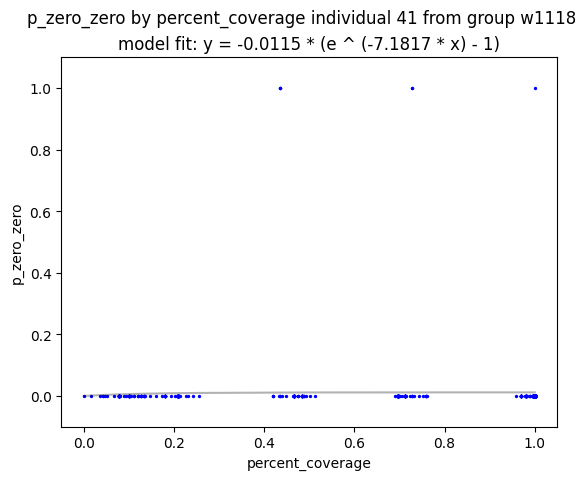 p_zero_zero by percent_coverage individual 41 from group w1118
model fit: y = -0.0115 * (e ^ (-7.1817 * x) - 1)
1.0
0.8
0.6
0.4
0.2
0.0
p_zero_zero
0.0 0.2 0.4 0.6 0.8 1.0
percent_coverage